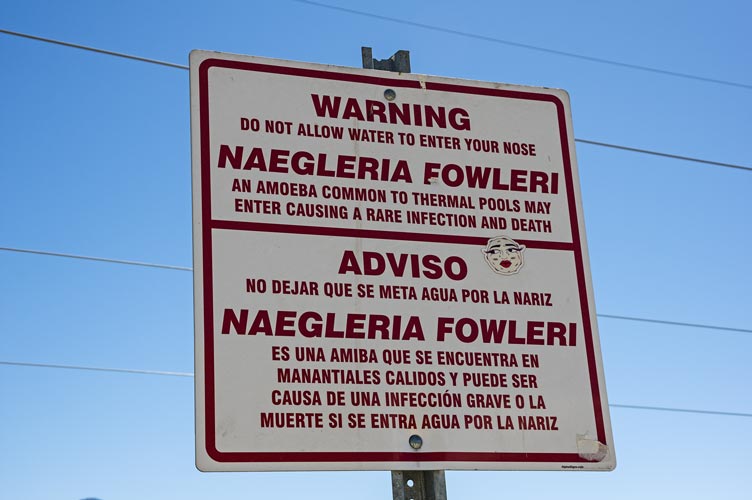 WARNING
DO NOT ALLOW WATER TO ENTER YOUR NOSE
NAEGLERIA FOWLERI
AN AMOEBA COMMON TO THERMAL POOLS MAY
ENTER CAUSING A RARE INFECTION AND DEATH
ADVISO
NO DEJAR QUE SE META AGUA POR LA NARIZ
NAEGLERIA FOWLERI
ES UNA AMIBA QUE SE ENCUENTRA EN
MANANTIALES CALIDOS Y PUEDE SER
CAUSA DE UNA INFECCIÓN GRAVE O LA
MUERTE SI SE ENTRA AGUA POR LA NARIZ